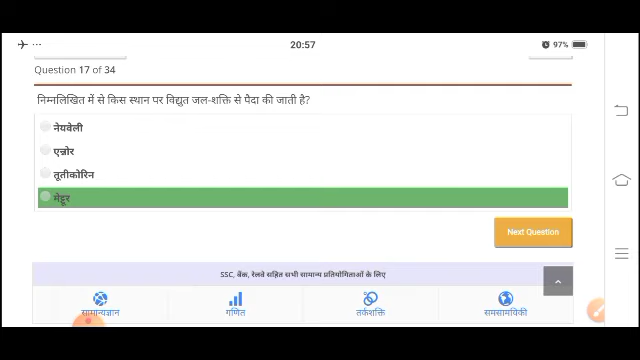 20:57
97%
Question 17 of 34
निम्नलिखित में से किस स्थान पर विद्युत जल-शक्ति से पैदा की जाती है?
नेयवेली
एन्नोर
तूतीकोरिन
मेट्टूर
Next Question
SSC, बेंक, रेलवे सहित सभी सामान्य प्रतियोगिताओं के लिए
सामान्यज्ञान गणित तर्कशक्ति समसामयिकी